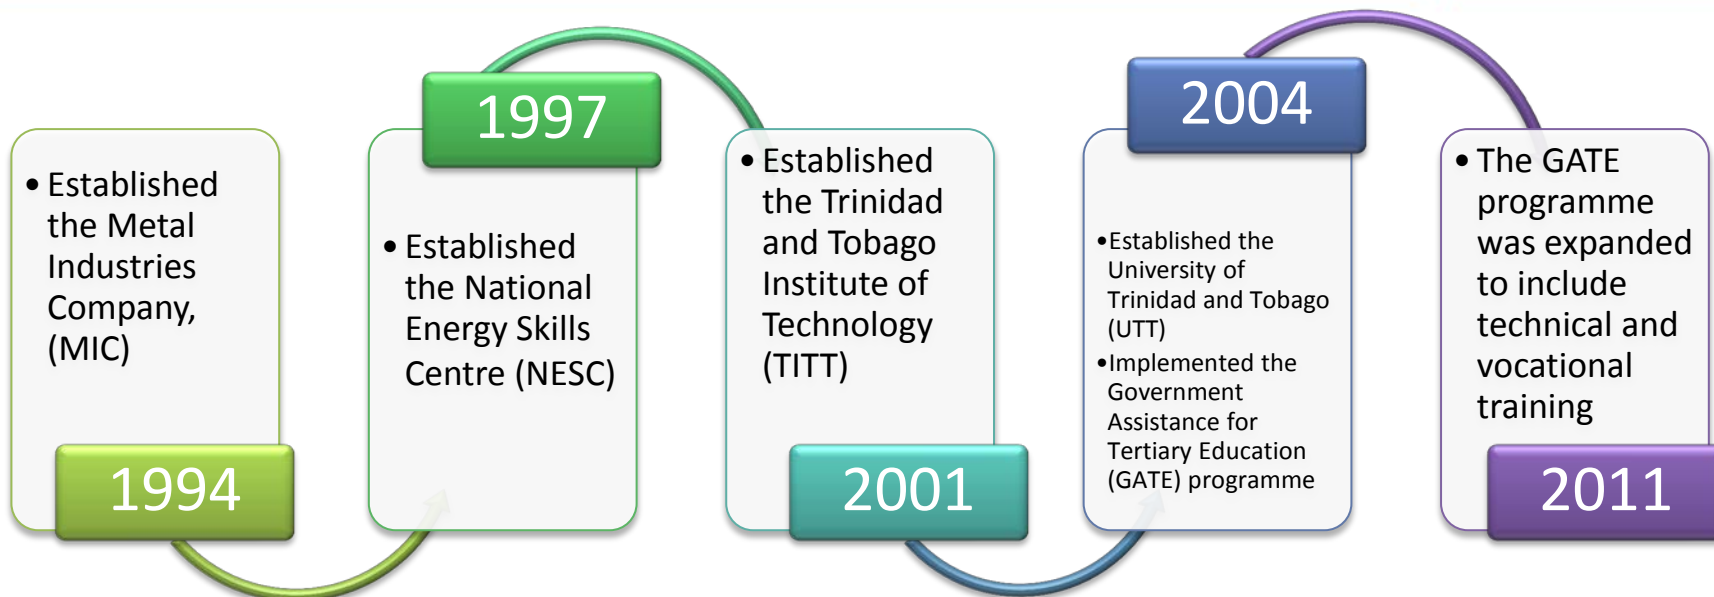 • Established
the Metal
Industries
Company,
(MIC)
1994
1997
• Established
the National
Energy Skills
Centre (NESC)
• Established
the Trinidad
and Tobago
Institute of
Technology
(TITT)
2001
2004
•Established the
University of
Trinidad and Tobago
(UTT)
•Implemented the
Government
Assistance for
Tertiary Education
(GATE) programme
• The GATE
programme
was expanded
to include
technical and
vocational
training
2011